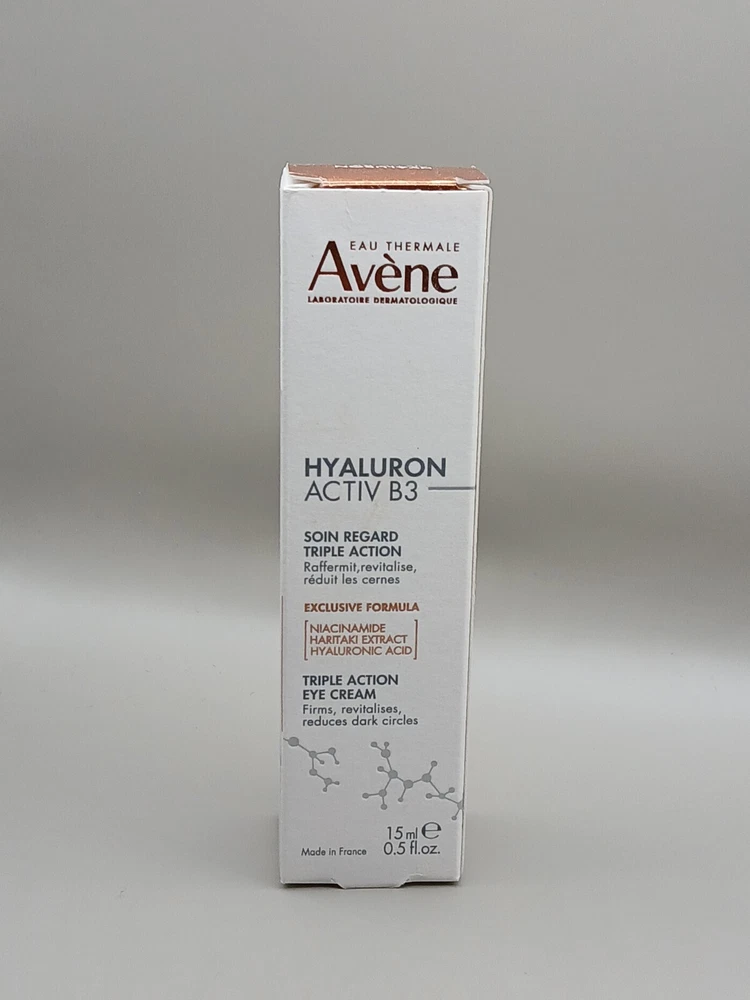 EAU THERMALE
Avène
LABORATOIRE DERMATOLOGIQUE
HYALURON
ACTIV B3
SOIN REGARD
TRIPLE ACTION
Raffermit,revitalise,
réduit les cernes
EXCLUSIVE FORMULA
NIACINAMIDE
HARITAKI EXTRACT
HYALURONIC ACID
TRIPLE ACTION
EYE CREAM
Firms, revitalises,
reduces dark circles
15 ml ℮
Made in France 0.5 fl.oz.